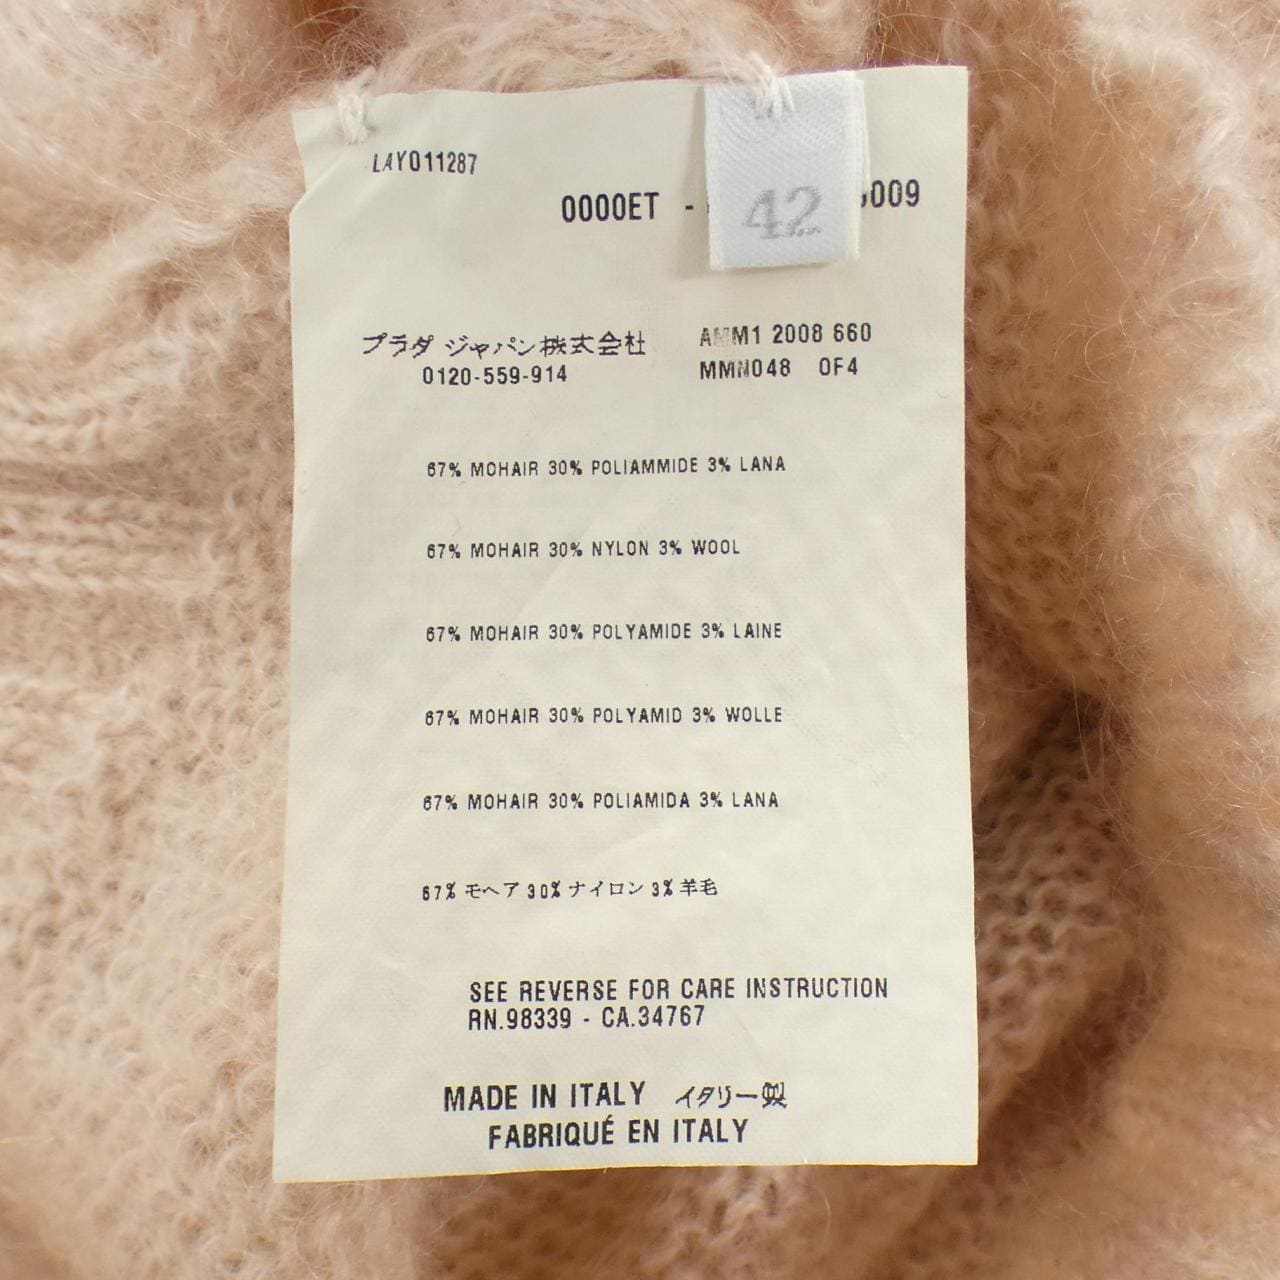 LAY011287
0000ET - 0009
42
プラダ ジャパン株式会社
0120-559-914
AMM1 2008 660
MMN048 OF4
67% MOHAIR 30% POLIAMMIDE 3% LANA
67% MOHAIR 30% NYLON 3% WOOL
67% MOHAIR 30% POLYAMIDE 3% LAINE
67% MOHAIR 30% POLYAMID 3% WOLLE
67% MOHAIR 30% POLIAMIDA 3% LANA
67% モヘア 30% ナイロン 3% 羊毛
SEE REVERSE FOR CARE INSTRUCTION
RN.98339 - CA.34767
MADE IN ITALY イタリー製
FABRIQUÉ EN ITALY